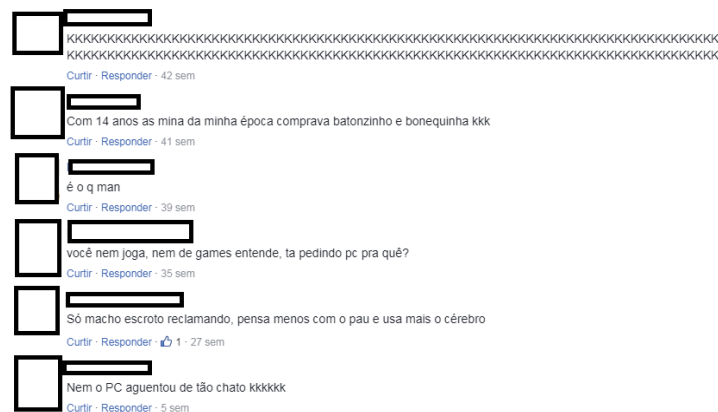 KKKKKKKKKKKKKKKKKKKKKKKKKKKKKKKKKKKKKKKKKKKKKKKKKKKKKKKKKKKKKKKKKKKKKKKKKKKKKKKKK
KKKKKKKKKKKKKKKKKKKKKKKKKKKKKKKKKKKKKKKKKKKKKKKKKKKKKKKKKKKKKKKKKKKKKKKKKKKKKKKKK
Curtir · Responder · 42 sem
Com 14 anos as mina da minha época comprava batonzinho e bonequinha kkk
Curtir · Responder · 41 sem
é o q man
Curtir · Responder · 39 sem
você nem joga, nem de games entende, ta pedindo pc pra quê?
Curtir · Responder · 35 sem
Só macho escroto reclamando, pensa menos com o pau e usa mais o cérebro
Curtir · Responder · 1 · 27 sem
Nem o PC aguentou de tão chato kkkkkk
Curtir · Responder · 5 sem